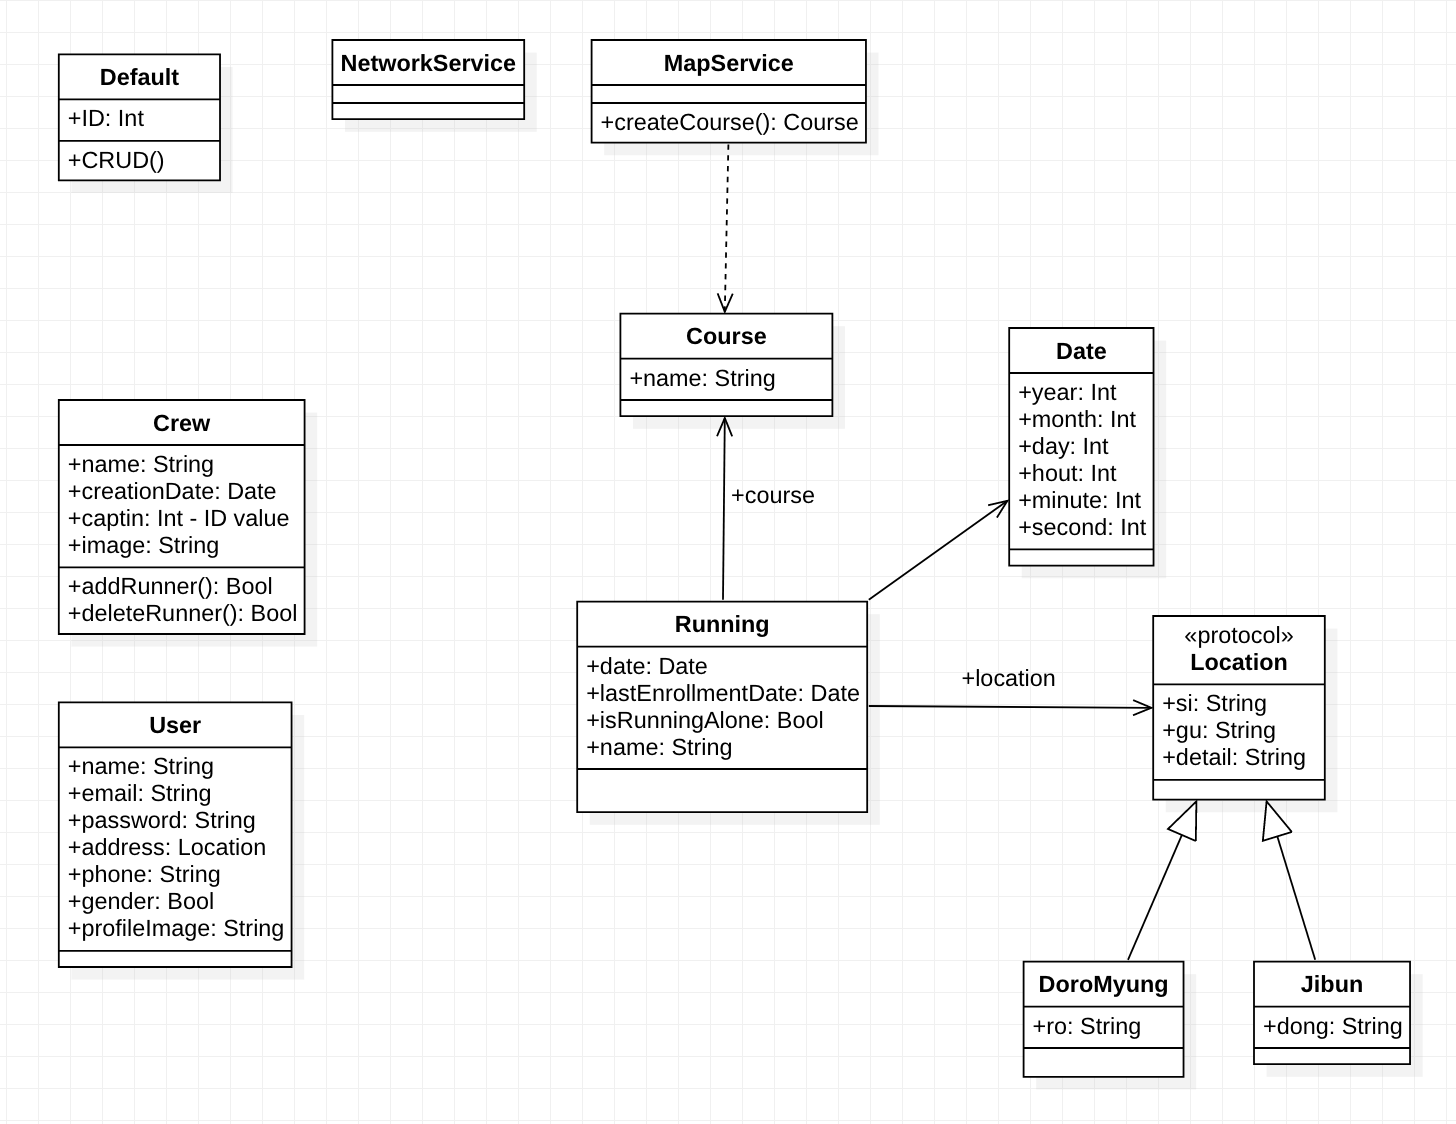 Default
+ID: Int
+CRUD()
NetworkService
MapService
+createCourse(): Course
Course
+name: String
Date
+year: Int
+month: Int
+day: Int
+hout: Int
+minute: Int
+second: Int
Crew
+name: String
+creationDate: Date
+captin: Int - ID value
+image: String
+addRunner(): Bool
+deleteRunner(): Bool
+course
Running
+date: Date
+lastEnrollmentDate: Date
+isRunningAlone: Bool
+name: String
+location
«protocol»
Location
+si: String
+gu: String
+detail: String
User
+name: String
+email: String
+password: String
+address: Location
+phone: String
+gender: Bool
+profileImage: String
DoroMyung
+ro: String
Jibun
+dong: String